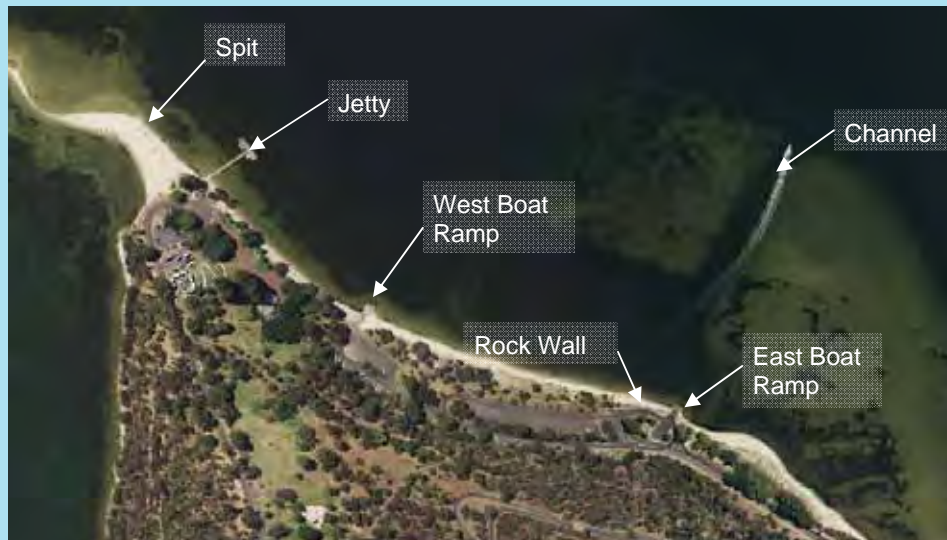 Spit
Jetty
Channel
West Boat
Ramp
Rock Wall
East Boat
Ramp